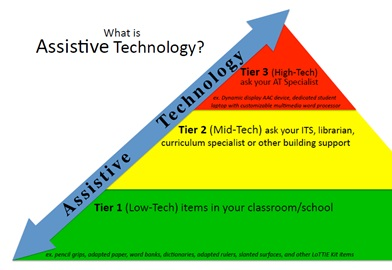 What is
Assistive Technology?
Assistive Technology
Tier 3 (High-Tech)
ask your AT Specialist
ex. Dynamic display AAC device, dedicated student
laptop with customizable multimedia word processor
Tier 2 (Mid-Tech) ask your ITS, librarian,
curriculum specialist or other building support
Tier 1 (Low-Tech) items in your classroom/school
ex. pencil grips, adapted paper, word banks, dictionaries, adapted rulers, slanted surfaces, and other LoTTIE Kit items